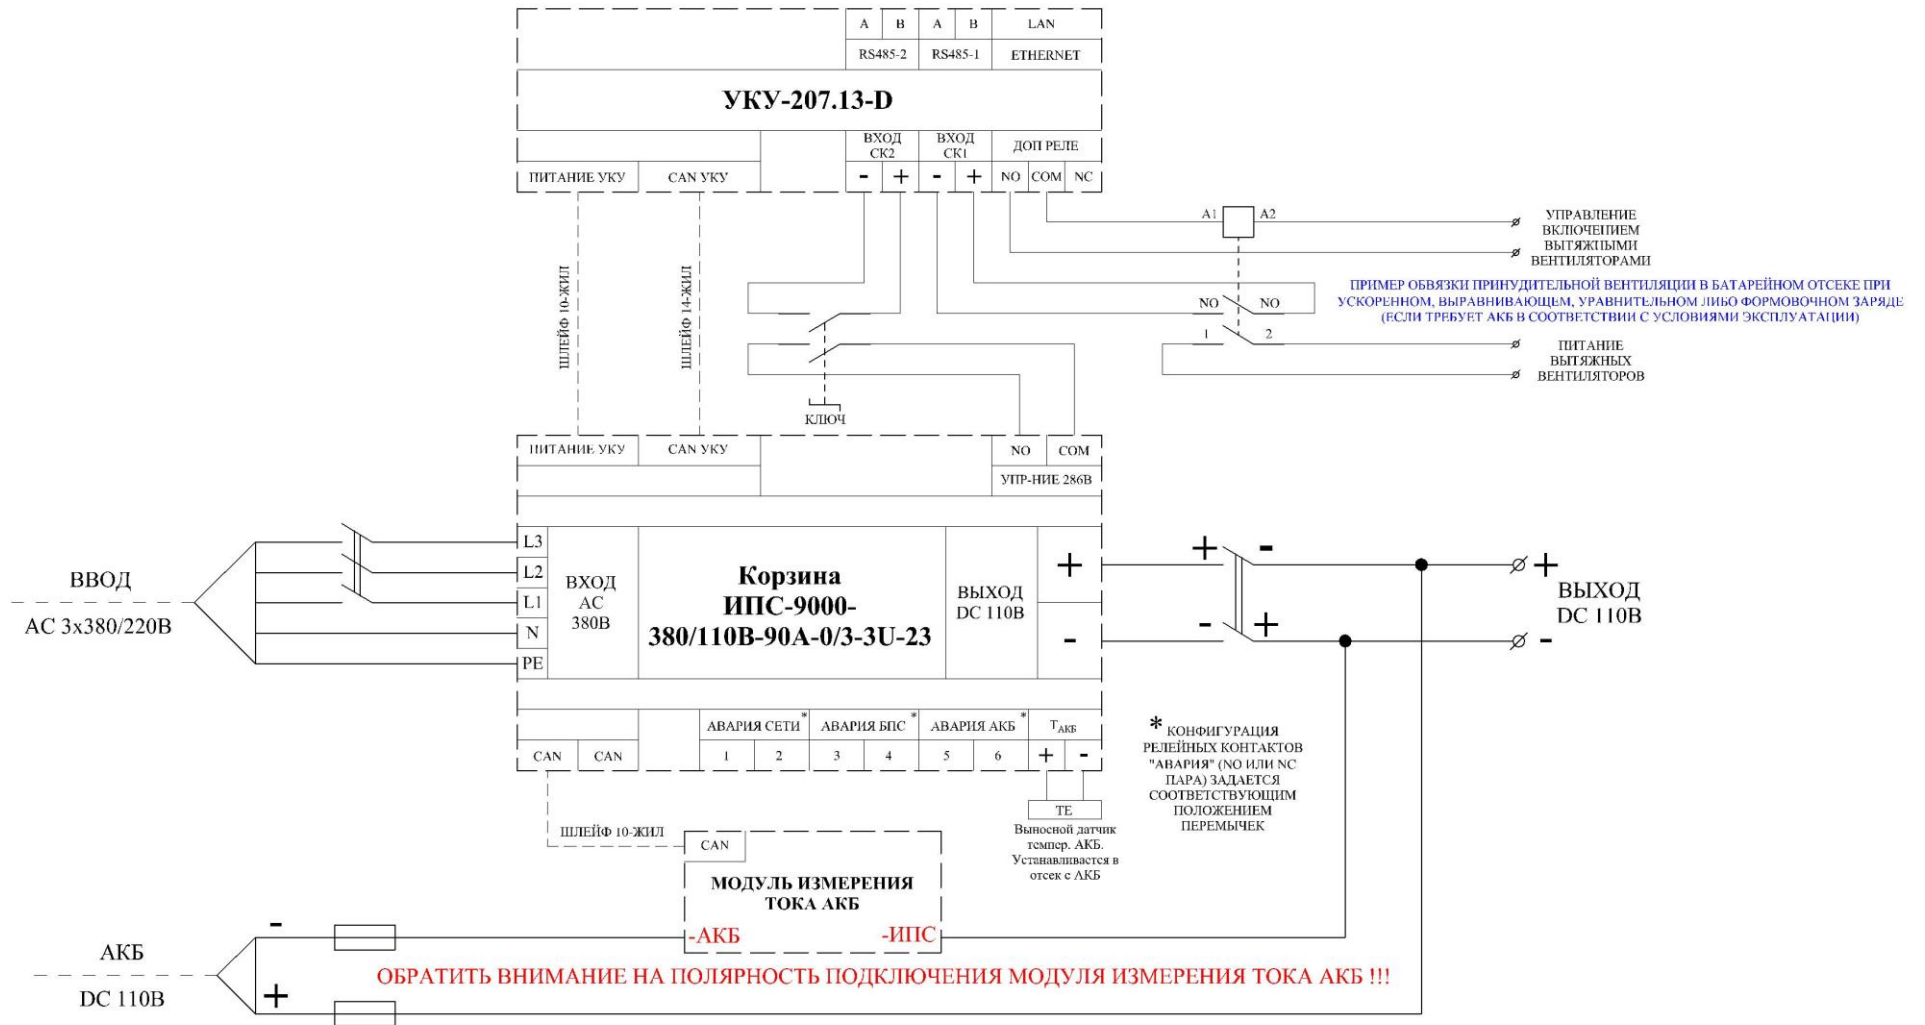 A B A B LAN
RS485-2 RS485-1 ETHERNET
УКУ-207.13-D
ВХОД СК2
ВХОД СК1
ДОП РЕЛЕ
ПИТАНИЕ УКУ CAN УКУ - + - + NO COM NC
A1 A2
УПРАВЛЕНИЕ
ВКЛЮЧЕНИЕМ
ВЫТЯЖНЫМИ
ВЕНТИЛЯТОРАМИ
ШЛЕЙФ 10-ЖИЛ
ШЛЕЙФ 14-ЖИЛ
ПРИМЕР ОБВЯЗКИ ПРИНУДИТЕЛЬНОЙ ВЕНТИЛЯЦИИ В БАТАРЕЙНОМ ОТСЕКЕ ПРИ
УСКОРЕННОМ, ВЫРАВНИВАЮЩЕМ, УРАВНИТЕЛЬНОМ ЛИБО ФОРМОВОЧНОМ ЗАРЯДЕ
(ЕСЛИ ТРЕБУЕТ АКБ В СООТВЕТСТВИИ С УСЛОВИЯМИ ЭКСПЛУАТАЦИИ)
NO NO
1 2
ПИТАНИЕ
ВЫТЯЖНЫХ
ВЕНТИЛЯТОРОВ
КЛЮЧ
ПИТАНИЕ УКУ CAN УКУ NO COM
УПР-НИЕ 286В
ВВОД
AC 3x380/220В
L3
L2
L1
N
PE
ВХОД
AC
380В
Корзина
ИПС-9000-
380/110В-90А-0/3-3U-23
ВЫХОД
DC 110В
+
-
+ -
- +
+
-
ВЫХОД
DC 110В
АВАРИЯ СЕТИ* АВАРИЯ БПС* АВАРИЯ АКБ* TАКБ
CAN CAN 1 2 3 4 5 6 + -
* КОНФИГУРАЦИЯ
РЕЛЕЙНЫХ КОНТАКТОВ
"АВАРИЯ" (NO ИЛИ NC
ПАРА) ЗАДАЕТСЯ
СООТВЕТСТВУЮЩИМ
ПОЛОЖЕНИЕМ
ПЕРЕМЫЧЕК
TE
Выносной датчик
темпер. АКБ.
Устанавливается в
отсек с АКБ
ШЛЕЙФ 10-ЖИЛ
CAN
МОДУЛЬ ИЗМЕРЕНИЯ
ТОКА АКБ
-АКБ -ИПС
АКБ
DC 110В
-
+
ОБРАТИТЬ ВНИМАНИЕ НА ПОЛЯРНОСТЬ ПОДКЛЮЧЕНИЯ МОДУЛЯ ИЗМЕРЕНИЯ ТОКА АКБ !!!